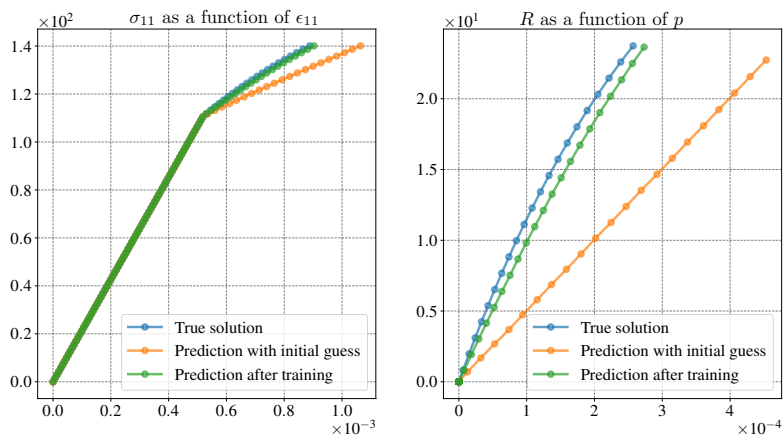 ×10²
σ₁₁ as a function of ϵ₁₁
1.4
1.2
1.0
0.8
0.6
0.4
0.2
0.0
True solution
Prediction with initial guess
Prediction after training
0.0 0.2 0.4 0.6 0.8 1.0
×10⁻³
×10¹
R as a function of p
2.0
1.5
1.0
0.5
0.0
True solution
Prediction with initial guess
Prediction after training
0 1 2 3 4
×10⁻⁴